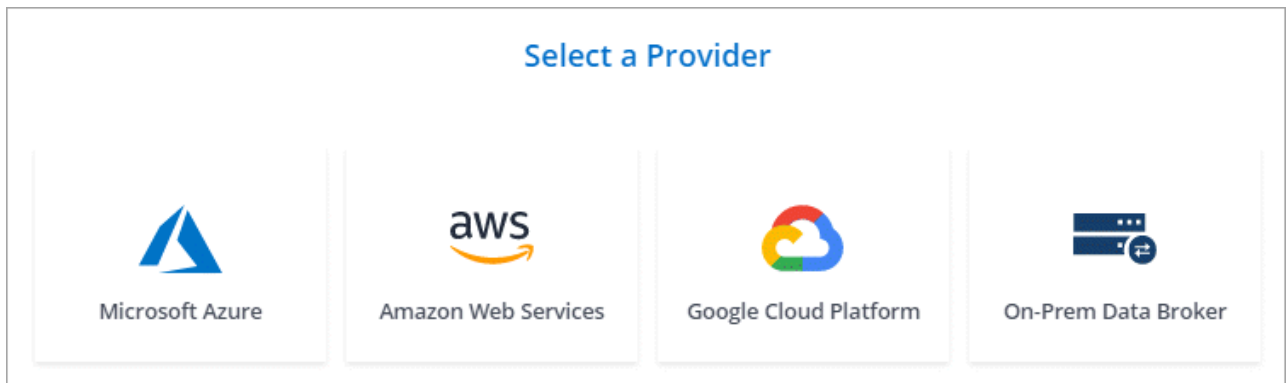 Select a Provider
aws
Microsoft Azure
Amazon Web Services
Google Cloud Platform
On-Prem Data Broker